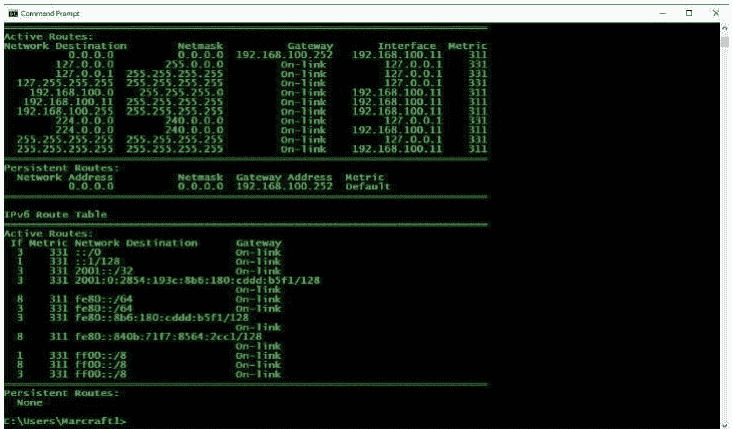 Command Prompt
Active Routes:
Network Destination Netmask Gateway Interface Metric
0.0.0.0 0.0.0.0 192.168.100.252 192.168.100.11 311
127.0.0.0 255.0.0.0 On-link 127.0.0.1 331
127.0.0.1 255.255.255.255 On-link 127.0.0.1 331
127.255.255.255 255.255.255.255 On-link 127.0.0.1 331
192.168.100.0 255.255.255.0 On-link 192.168.100.11 311
192.168.100.11 255.255.255.255 On-link 192.168.100.11 311
192.168.100.255 255.255.255.255 On-link 192.168.100.11 311
224.0.0.0 240.0.0.0 On-link 127.0.0.1 331
224.0.0.0 240.0.0.0 On-link 192.168.100.11 311
255.255.255.255 255.255.255.255 On-link 127.0.0.1 331
255.255.255.255 255.255.255.255 On-link 192.168.100.11 311
Persistent Routes:
Network Address Netmask Gateway Address Metric
0.0.0.0 0.0.0.0 192.168.100.252 Default
IPv6 Route Table
Active Routes:
If Metric Network Destination Gateway
3 331 ::/0 On-link
1 331 ::1/128 On-link
3 331 2001::/32 On-link
3 331 2001:0:2854:193c:8b6:180:cddd:b5f1/128
On-link
8 311 fe80::/64 On-link
3 331 fe80::/64 On-link
3 331 fe80::8b6:180:cddd:b5f1/128
On-link
8 311 fe80::840b:71f7:8564:2cc1/128
On-link
1 331 ff00::/8 On-link
8 311 ff00::/8 On-link
3 331 ff00::/8 On-link
Persistent Routes:
None
C:\Users\Marcraft1>